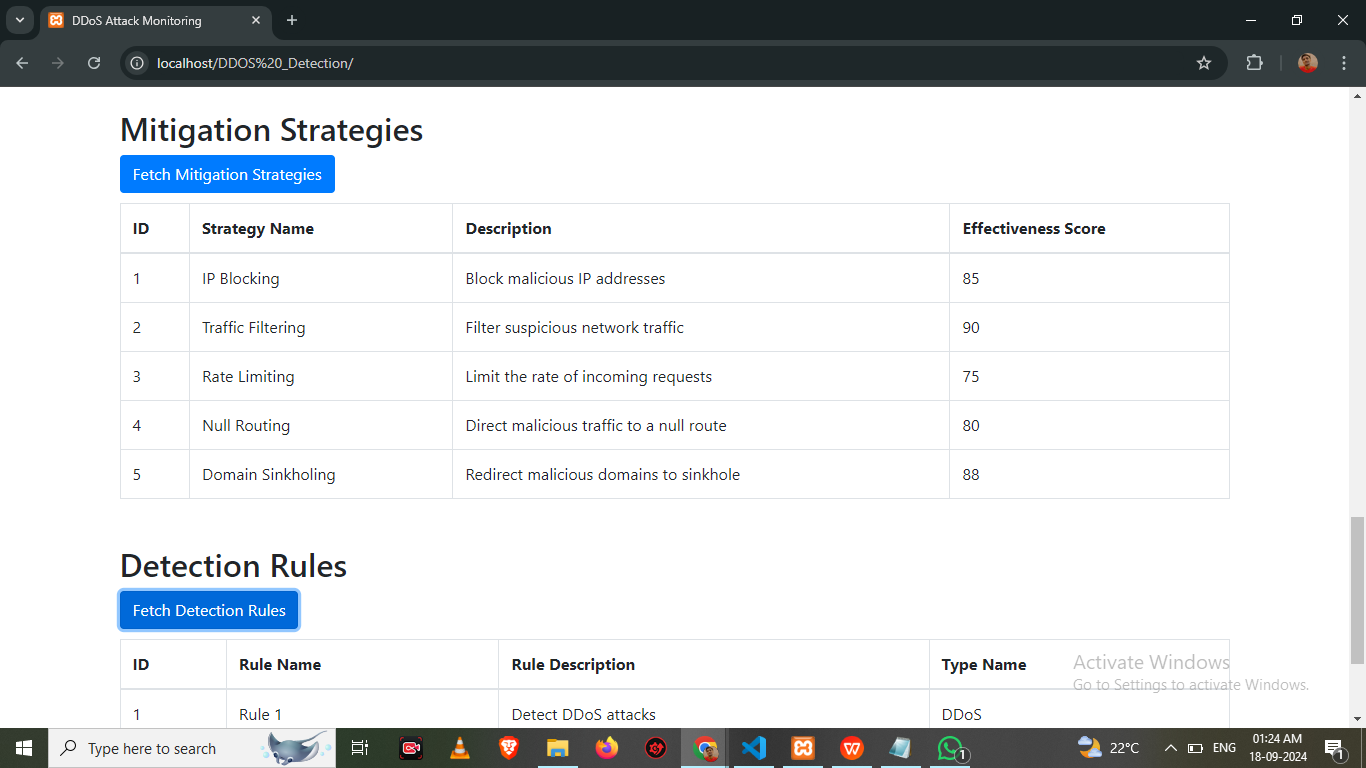 DDoS Attack Monitoring
localhost/DDOS%20_Detection/
Mitigation Strategies
Fetch Mitigation Strategies
ID Strategy Name Description Effectiveness Score
1 IP Blocking Block malicious IP addresses 85
2 Traffic Filtering Filter suspicious network traffic 90
3 Rate Limiting Limit the rate of incoming requests 75
4 Null Routing Direct malicious traffic to a null route 80
5 Domain Sinkholing Redirect malicious domains to sinkhole 88
Detection Rules
Fetch Detection Rules
ID Rule Name Rule Description Type Name
Activate Windows
Go to Settings to activate Windows.
1 Rule 1 Detect DDoS attacks DDoS
Type here to search
22°C
ENG
01:24 AM
18-09-2024
1
1